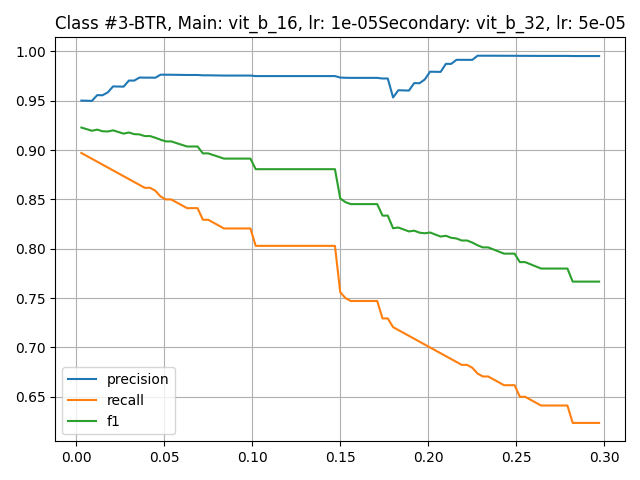 Class #3-BTR, Main: vit_b_16, lr: 1e-05Secondary: vit_b_32, lr: 5e-05
1.00
0.95
0.90
0.85
0.80
0.75
0.70
0.65
precision
recall
f1
0.00 0.05 0.10 0.15 0.20 0.25 0.30